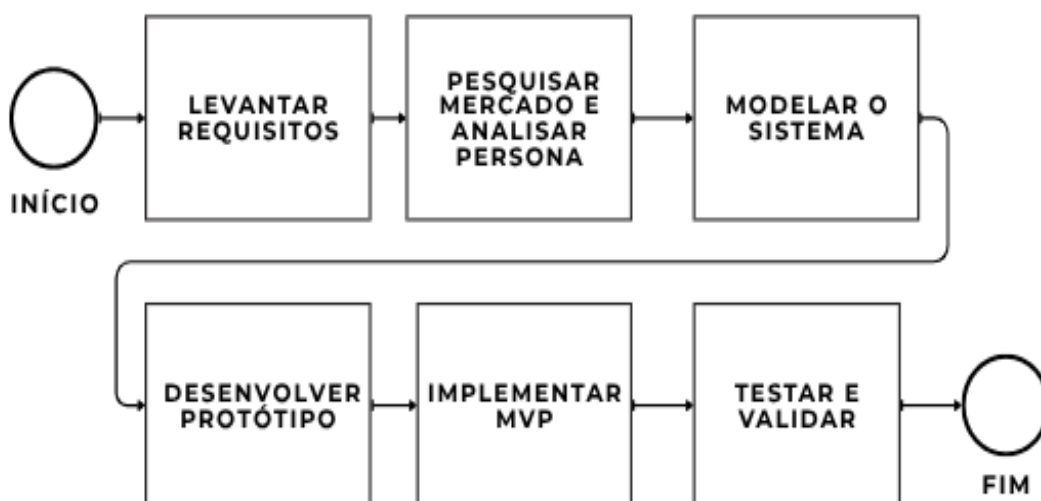 INÍCIO
LEVANTAR
REQUISITOS
PESQUISAR
MERCADO E
ANALISAR
PERSONA
MODELAR O
SISTEMA
DESENVOLVER
PROTÓTIPO
IMPLEMENTAR
MVP
TESTAR E
VALIDAR
FIM